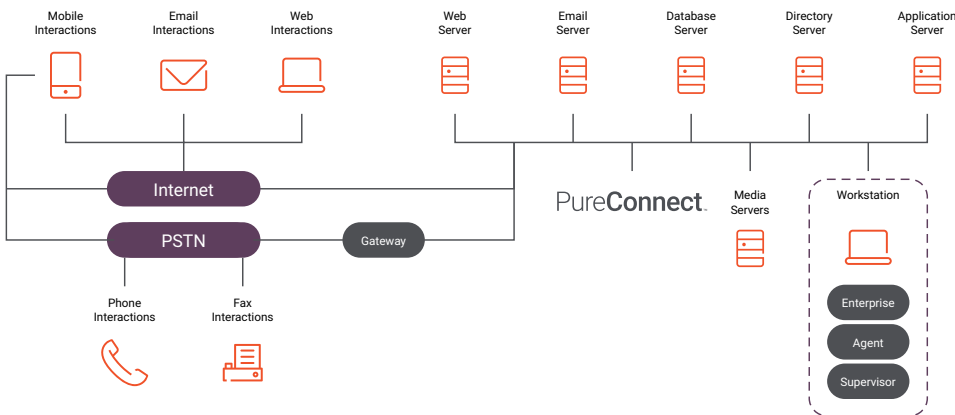 Mobile
Interactions
Email
Interactions
Web
Interactions
Web
Server
Email
Server
Database
Server
Directory
Server
Application
Server
Internet
PSTN
Gateway
PureConnect
Media
Servers
Workstation
Phone
Interactions
Fax
Interactions
Enterprise
Agent
Supervisor